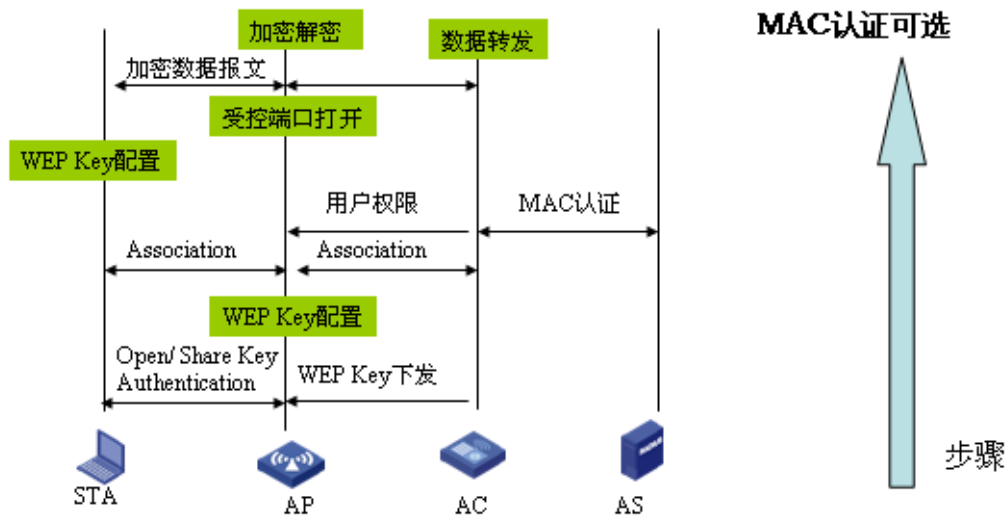 MAC认证可选
加密解密
数据转发
加密数据报文
受控端口打开
WEP Key配置
用户权限
MAC认证
Association
Association
WEP Key配置
Open/ Share Key
Authentication
WEP Key下发
步骤
STA
AP
AC
AS